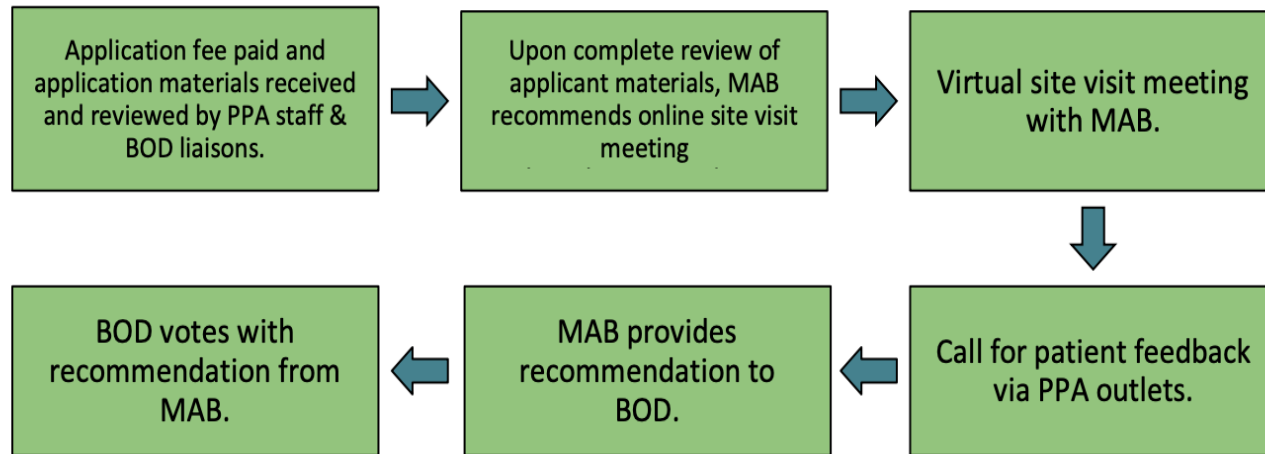 Application fee paid and
application materials received
and reviewed by PPA staff &
BOD liaisons.
Upon complete review of
applicant materials, MAB
recommends online site visit
meeting
Virtual site visit meeting
with MAB.
Call for patient feedback
via PPA outlets.
MAB provides
recommendation to
BOD.
BOD votes with
recommendation from
MAB.